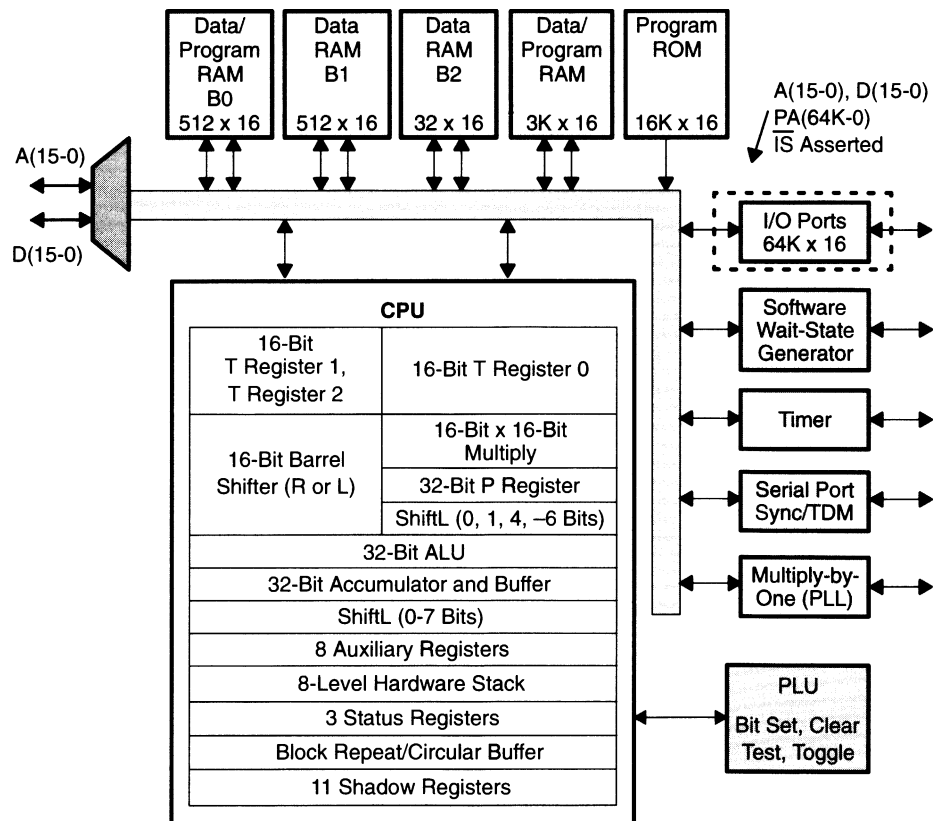 Data/
Program
RAM
B0
512 x 16
Data
RAM
B1
512 x 16
Data
RAM
B2
32 x 16
Data/
Program
RAM
3K x 16
Program
ROM
16K x 16
A(15-0), D(15-0)
PA(64K-0)
IS Asserted
A(15-0)
D(15-0)
I/O Ports
64K x 16
Software
Wait-State
Generator
Timer
Serial Port
Sync/TDM
Multiply-by-
One (PLL)
CPU
16-Bit
T Register 1,
T Register 2
16-Bit T Register 0
16-Bit Barrel
Shifter (R or L)
16-Bit x 16-Bit
Multiply
32-Bit P Register
ShiftL (0, 1, 4, –6 Bits)
32-Bit ALU
32-Bit Accumulator and Buffer
ShiftL (0-7 Bits)
8 Auxiliary Registers
8-Level Hardware Stack
3 Status Registers
Block Repeat/Circular Buffer
11 Shadow Registers
PLU
Bit Set, Clear
Test, Toggle